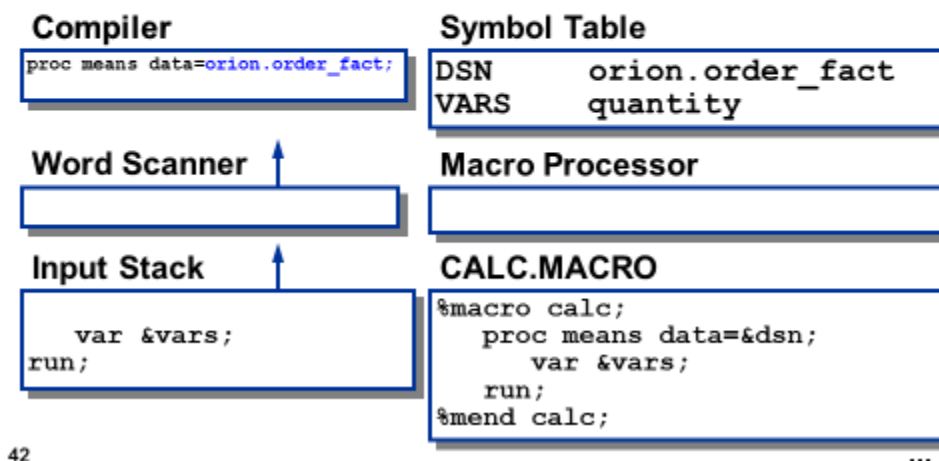 Compiler
proc means data=orion.order_fact;
Symbol Table
DSN orion.order_fact
VARS quantity
Word Scanner
Macro Processor
Input Stack
var &vars;
run;
CALC.MACRO
%macro calc;
proc means data=&dsn;
var &vars;
run;
%mend calc;
42
...